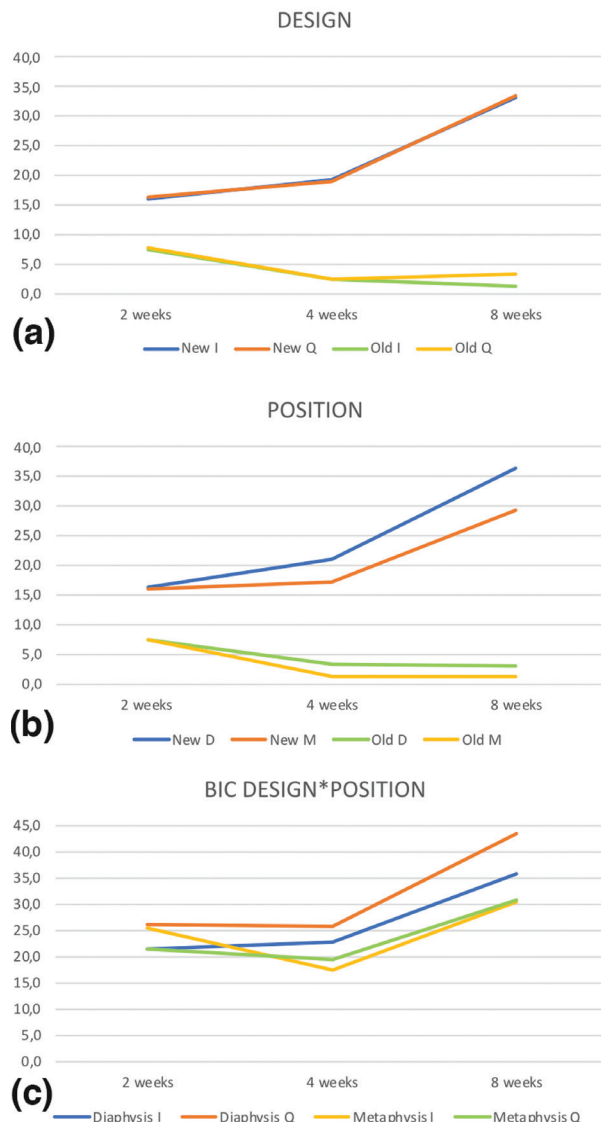 DESIGN
40,0
35,0
30,0
25,0
20,0
15,0
10,0
5,0
0,0
2 weeks 4 weeks 8 weeks
(a)
New I New Q Old I Old Q
POSITION
40,0
35,0
30,0
25,0
20,0
15,0
10,0
5,0
0,0
2 weeks 4 weeks 8 weeks
(b)
New D New M Old D Old M
BIC DESIGN*POSITION
45,0
40,0
35,0
30,0
25,0
20,0
15,0
10,0
5,0
0,0
2 weeks 4 weeks 8 weeks
(c)
Diaphysis I Diaphysis Q Metaphysis I Metaphysis Q